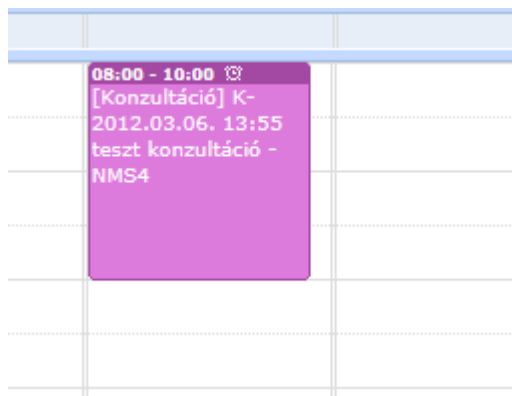 08:00 - 10:00
[Konzultáció] K-
2012.03.06. 13:55
teszt konzultáció -
NMS4